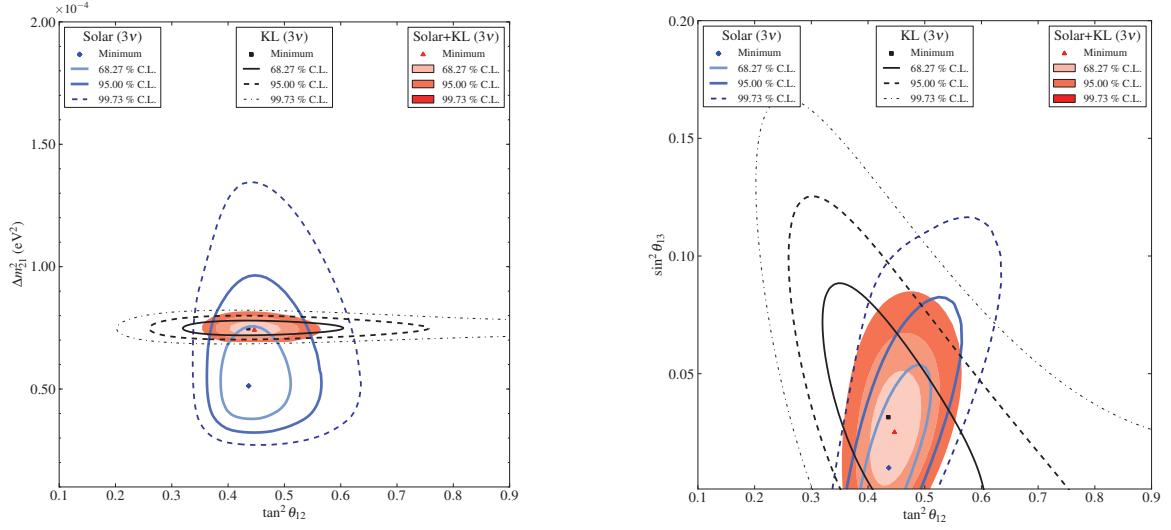 ×10⁻⁴
2.00
1.50
1.00
0.50
Δm²₂₁ (eV²)
Solar (3ν)
Minimum
68.27 % C.L.
95.00 % C.L.
99.73 % C.L.
KL (3ν)
Minimum
68.27 % C.L.
95.00 % C.L.
99.73 % C.L.
Solar+KL (3ν)
Minimum
68.27 % C.L.
95.00 % C.L.
99.73 % C.L.
0.1 0.2 0.3 0.4 0.5 0.6 0.7 0.8 0.9
tan² θ₁₂
0.20
0.15
0.10
0.05
sin² θ₁₃
Solar (3ν)
Minimum
68.27 % C.L.
95.00 % C.L.
99.73 % C.L.
KL (3ν)
Minimum
68.27 % C.L.
95.00 % C.L.
99.73 % C.L.
Solar+KL (3ν)
Minimum
68.27 % C.L.
95.00 % C.L.
99.73 % C.L.
0.1 0.2 0.3 0.4 0.5 0.6 0.7 0.8 0.9
tan² θ₁₂